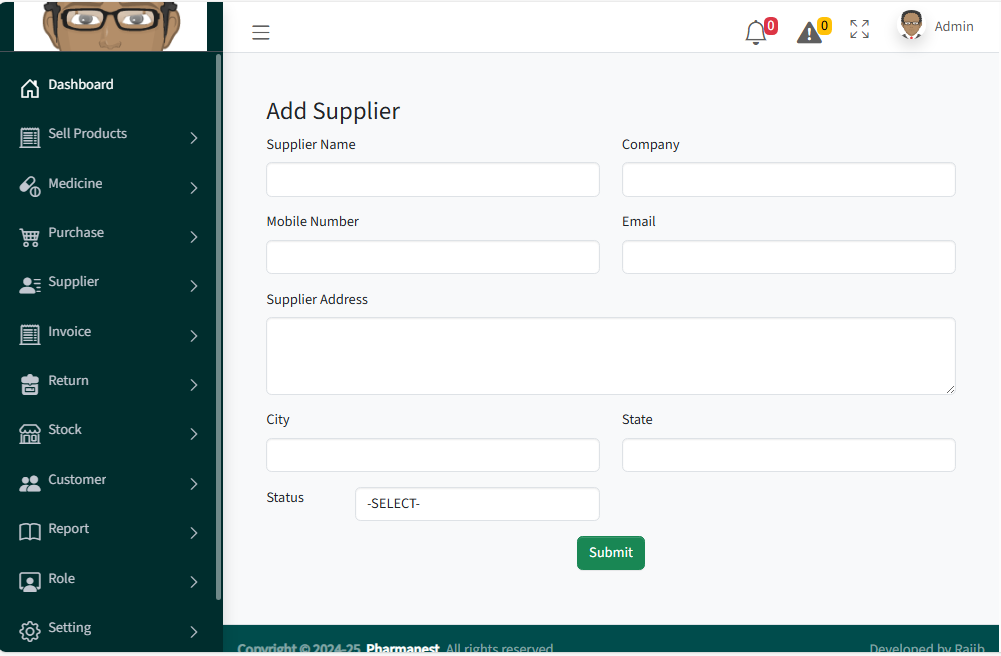 0
0
Admin
Dashboard
Sell Products
Medicine
Purchase
Supplier
Invoice
Return
Stock
Customer
Report
Role
Setting
Add Supplier
Supplier Name Company
Mobile Number Email
Supplier Address
City State
Status -SELECT-
Submit
Copyright © 2024-25 Pharmanest. All rights reserved. Developed by Rajib